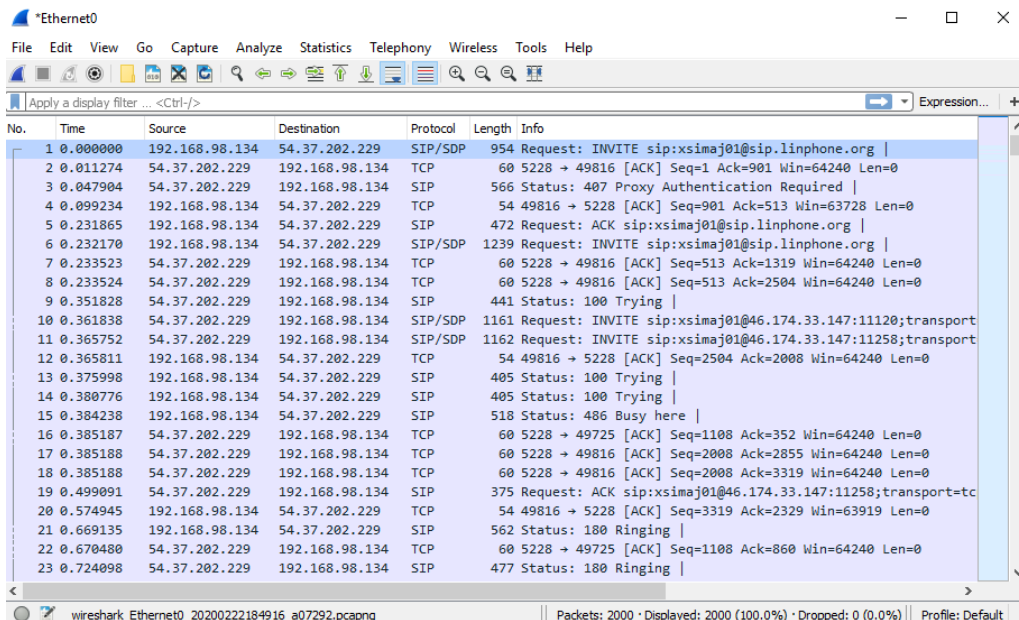 *Ethernet0
File Edit View Go Capture Analyze Statistics Telephony Wireless Tools Help
Apply a display filter ... <Ctrl-/> Expression... +
No. Time Source Destination Protocol Length Info
1 0.000000 192.168.98.134 54.37.202.229 SIP/SDP 954 Request: INVITE sip:xsimaj01@sip.linphone.org |
2 0.011274 54.37.202.229 192.168.98.134 TCP 60 5228 → 49816 [ACK] Seq=1 Ack=901 Win=64240 Len=0
3 0.047904 54.37.202.229 192.168.98.134 SIP 566 Status: 407 Proxy Authentication Required |
4 0.099234 192.168.98.134 54.37.202.229 TCP 54 49816 → 5228 [ACK] Seq=901 Ack=513 Win=63728 Len=0
5 0.231865 192.168.98.134 54.37.202.229 SIP 472 Request: ACK sip:xsimaj01@sip.linphone.org |
6 0.232170 192.168.98.134 54.37.202.229 SIP/SDP 1239 Request: INVITE sip:xsimaj01@sip.linphone.org |
7 0.233523 54.37.202.229 192.168.98.134 TCP 60 5228 → 49816 [ACK] Seq=513 Ack=1319 Win=64240 Len=0
8 0.233524 54.37.202.229 192.168.98.134 TCP 60 5228 → 49816 [ACK] Seq=513 Ack=2504 Win=64240 Len=0
9 0.351828 54.37.202.229 192.168.98.134 SIP 441 Status: 100 Trying |
10 0.361838 54.37.202.229 192.168.98.134 SIP/SDP 1161 Request: INVITE sip:xsimaj01@46.174.33.147:11120;transport
11 0.365752 54.37.202.229 192.168.98.134 SIP/SDP 1162 Request: INVITE sip:xsimaj01@46.174.33.147:11258;transport
12 0.365811 192.168.98.134 54.37.202.229 TCP 54 49816 → 5228 [ACK] Seq=2504 Ack=2008 Win=64240 Len=0
13 0.375998 192.168.98.134 54.37.202.229 SIP 405 Status: 100 Trying |
14 0.380776 192.168.98.134 54.37.202.229 SIP 405 Status: 100 Trying |
15 0.384238 192.168.98.134 54.37.202.229 SIP 518 Status: 486 Busy here |
16 0.385187 54.37.202.229 192.168.98.134 TCP 60 5228 → 49725 [ACK] Seq=1108 Ack=352 Win=64240 Len=0
17 0.385188 54.37.202.229 192.168.98.134 TCP 60 5228 → 49816 [ACK] Seq=2008 Ack=2855 Win=64240 Len=0
18 0.385188 54.37.202.229 192.168.98.134 TCP 60 5228 → 49816 [ACK] Seq=2008 Ack=3319 Win=64240 Len=0
19 0.499091 54.37.202.229 192.168.98.134 SIP 375 Request: ACK sip:xsimaj01@46.174.33.147:11258;transport=tc
20 0.574945 192.168.98.134 54.37.202.229 TCP 54 49816 → 5228 [ACK] Seq=3319 Ack=2329 Win=63919 Len=0
21 0.669135 192.168.98.134 54.37.202.229 SIP 562 Status: 180 Ringing |
22 0.670480 54.37.202.229 192.168.98.134 TCP 60 5228 → 49725 [ACK] Seq=1108 Ack=860 Win=64240 Len=0
23 0.724098 54.37.202.229 192.168.98.134 SIP 477 Status: 180 Ringing |
wireshark_Ethernet0_20200222184916_a07292.pcapng Packets: 2000 · Displayed: 2000 (100.0%) · Dropped: 0 (0.0%) Profile: Default